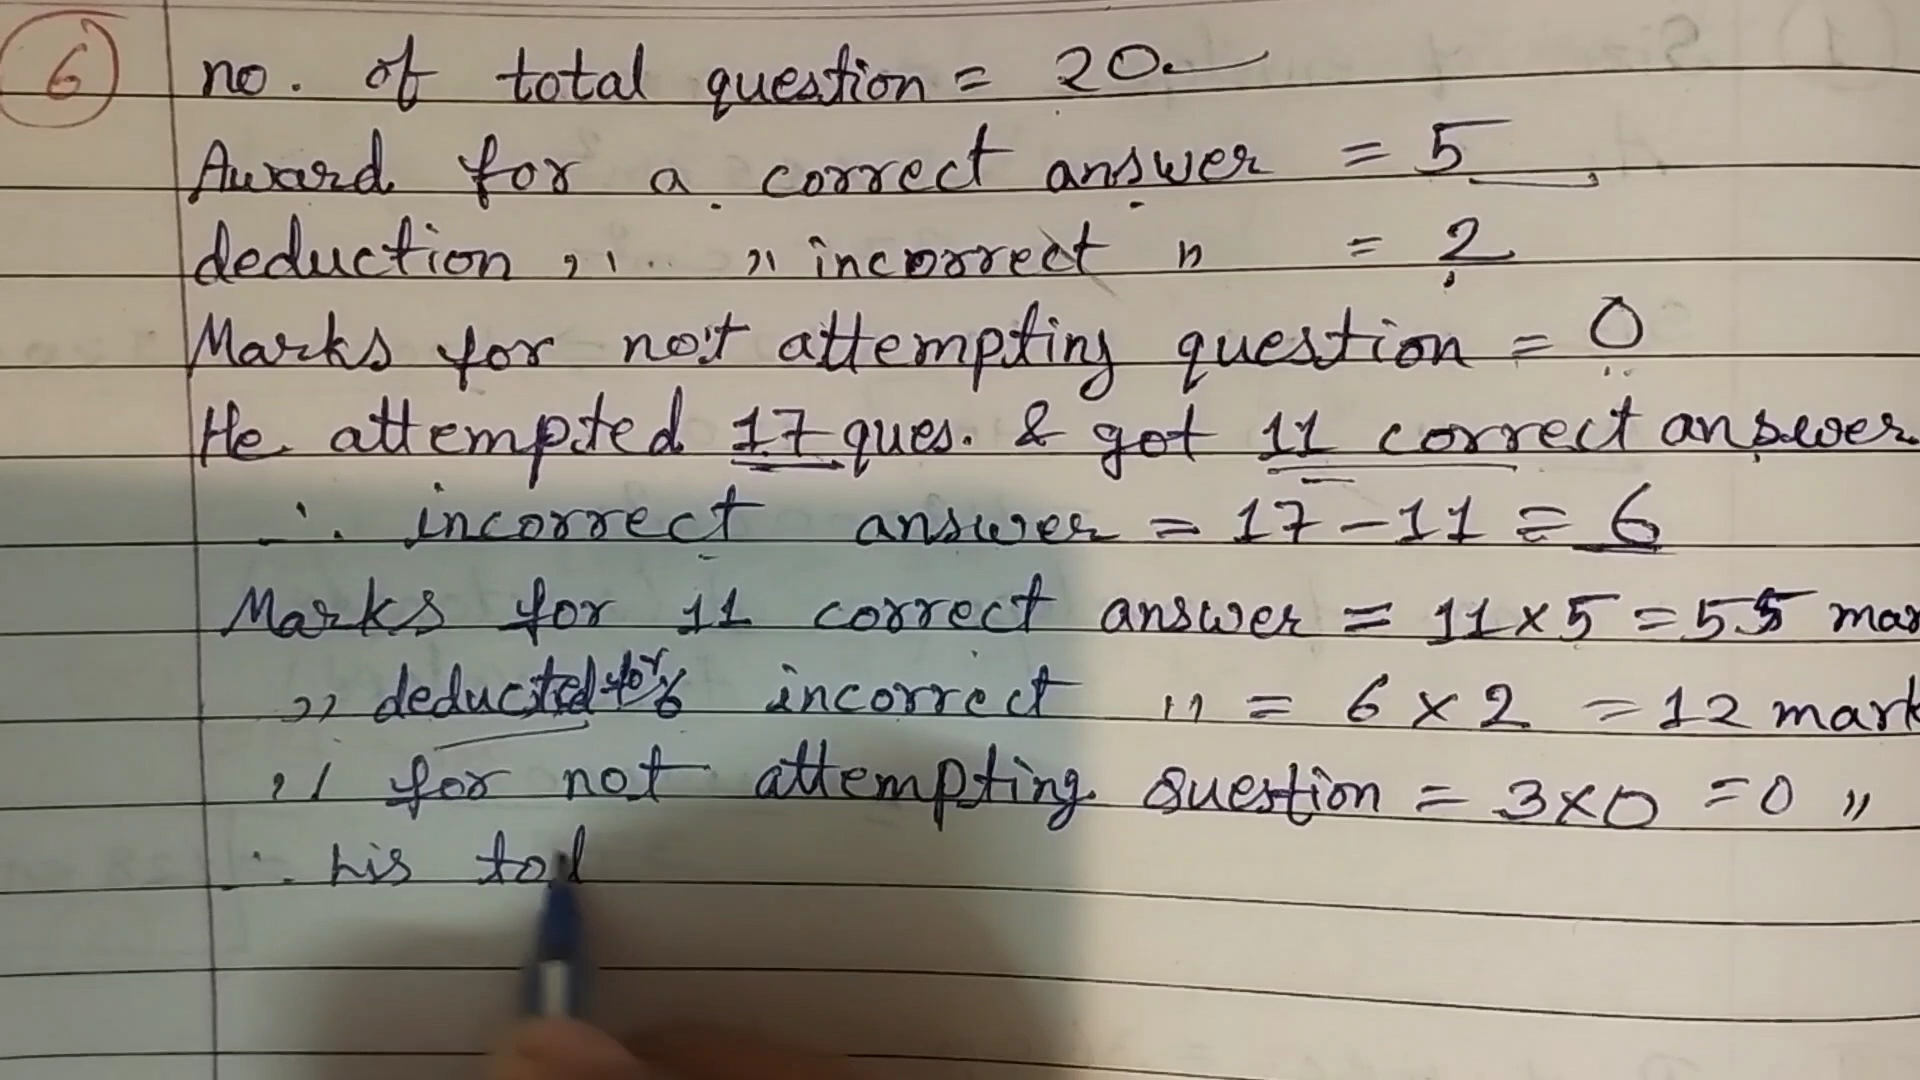 6 no. of total question = 20
Award for a correct answer = 5
deduction ,, ,, incorrect ,, = 2
Marks for not attempting question = 0
He attempted 17 ques. & got 11 correct answer
∴ incorrect answer = 17 - 11 = 6
Marks for 11 correct answer = 11 × 5 = 55 mar
,, deducted for 6 incorrect ,, = 6 × 2 = 12 mark
,, for not attempting question = 3 × 0 = 0 ,,
∴ his